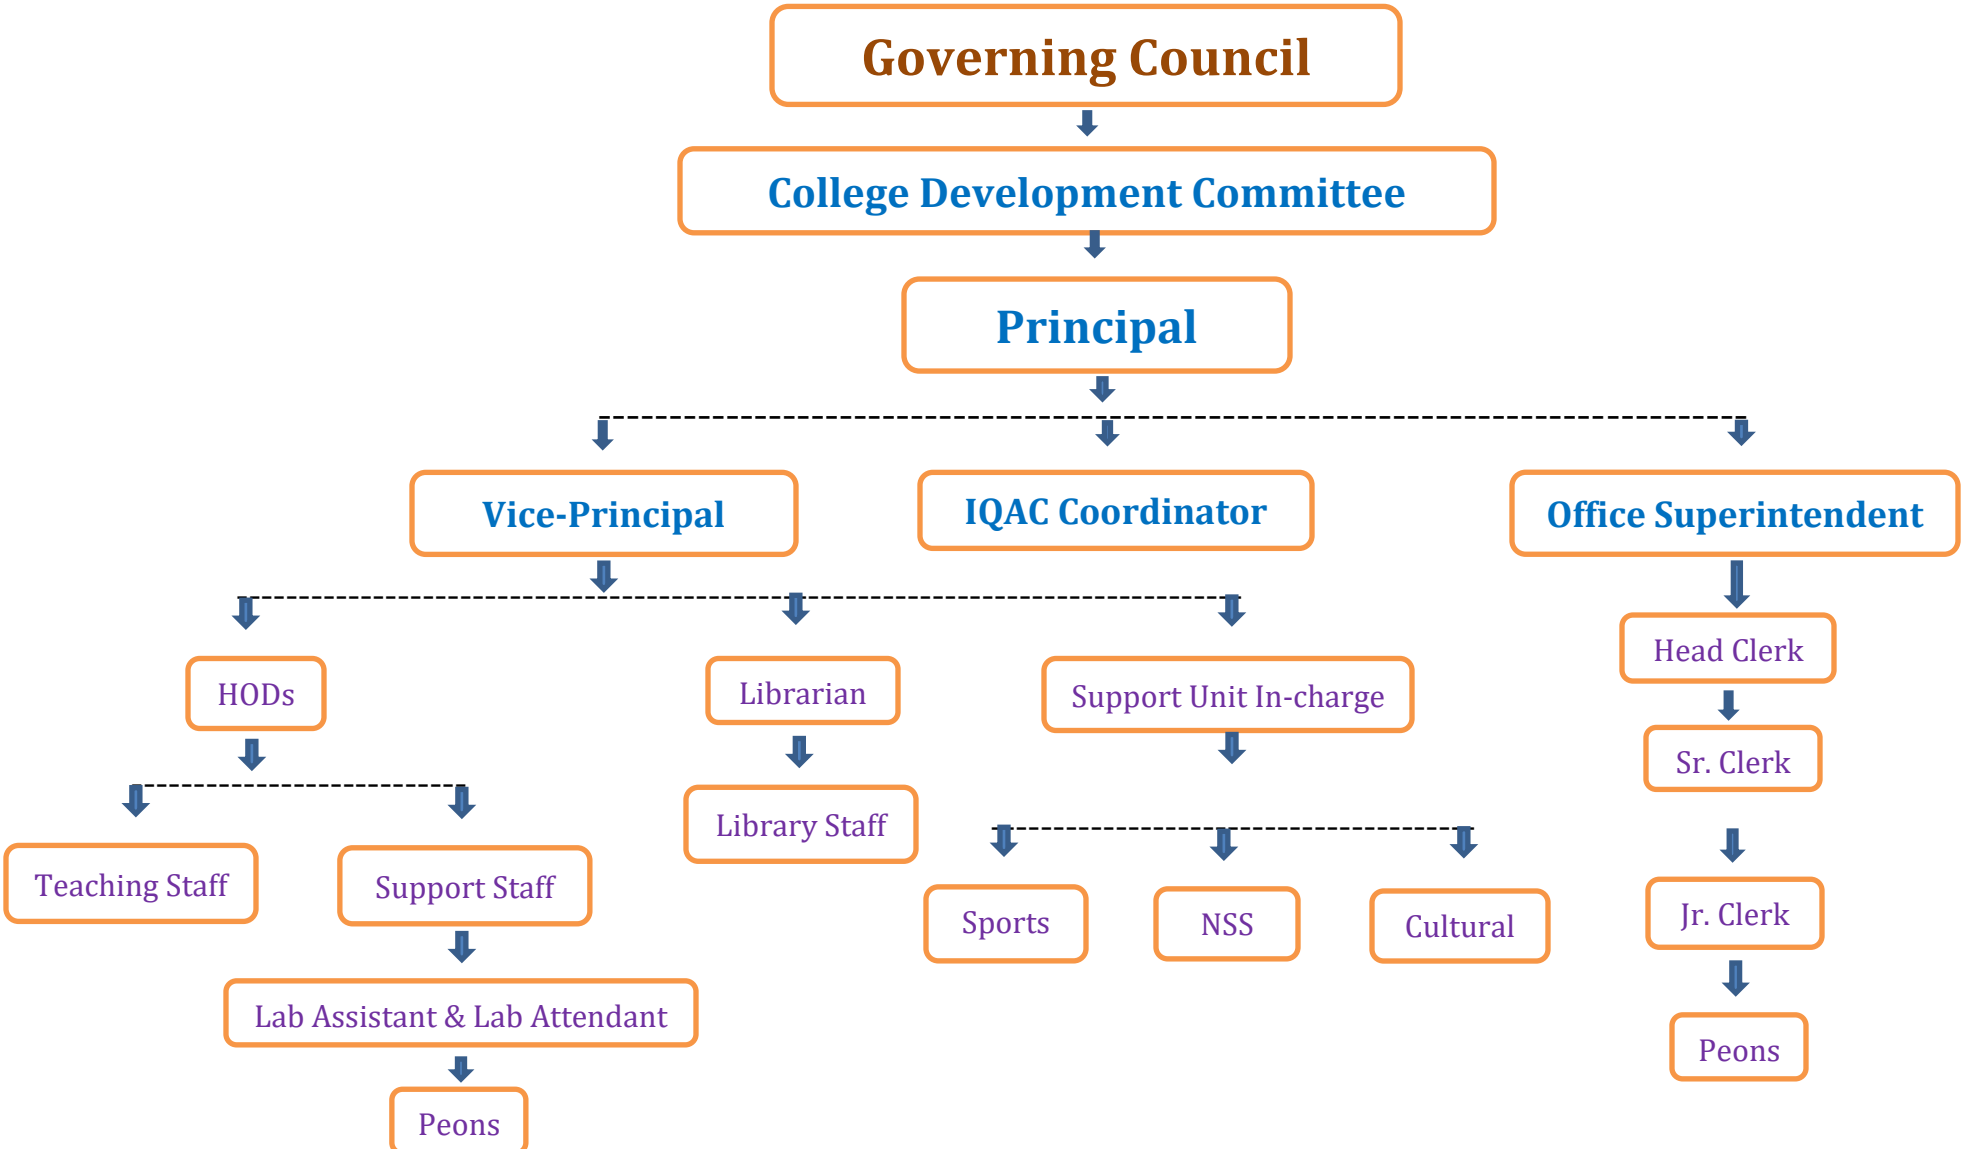 Governing Council
College Development Committee
Principal
Vice-Principal
IQAC Coordinator
Office Superintendent
HODs
Librarian
Support Unit In-charge
Head Clerk
Sr. Clerk
Library Staff
Teaching Staff
Support Staff
Sports
NSS
Cultural
Jr. Clerk
Lab Assistant & Lab Attendant
Peons
Peons